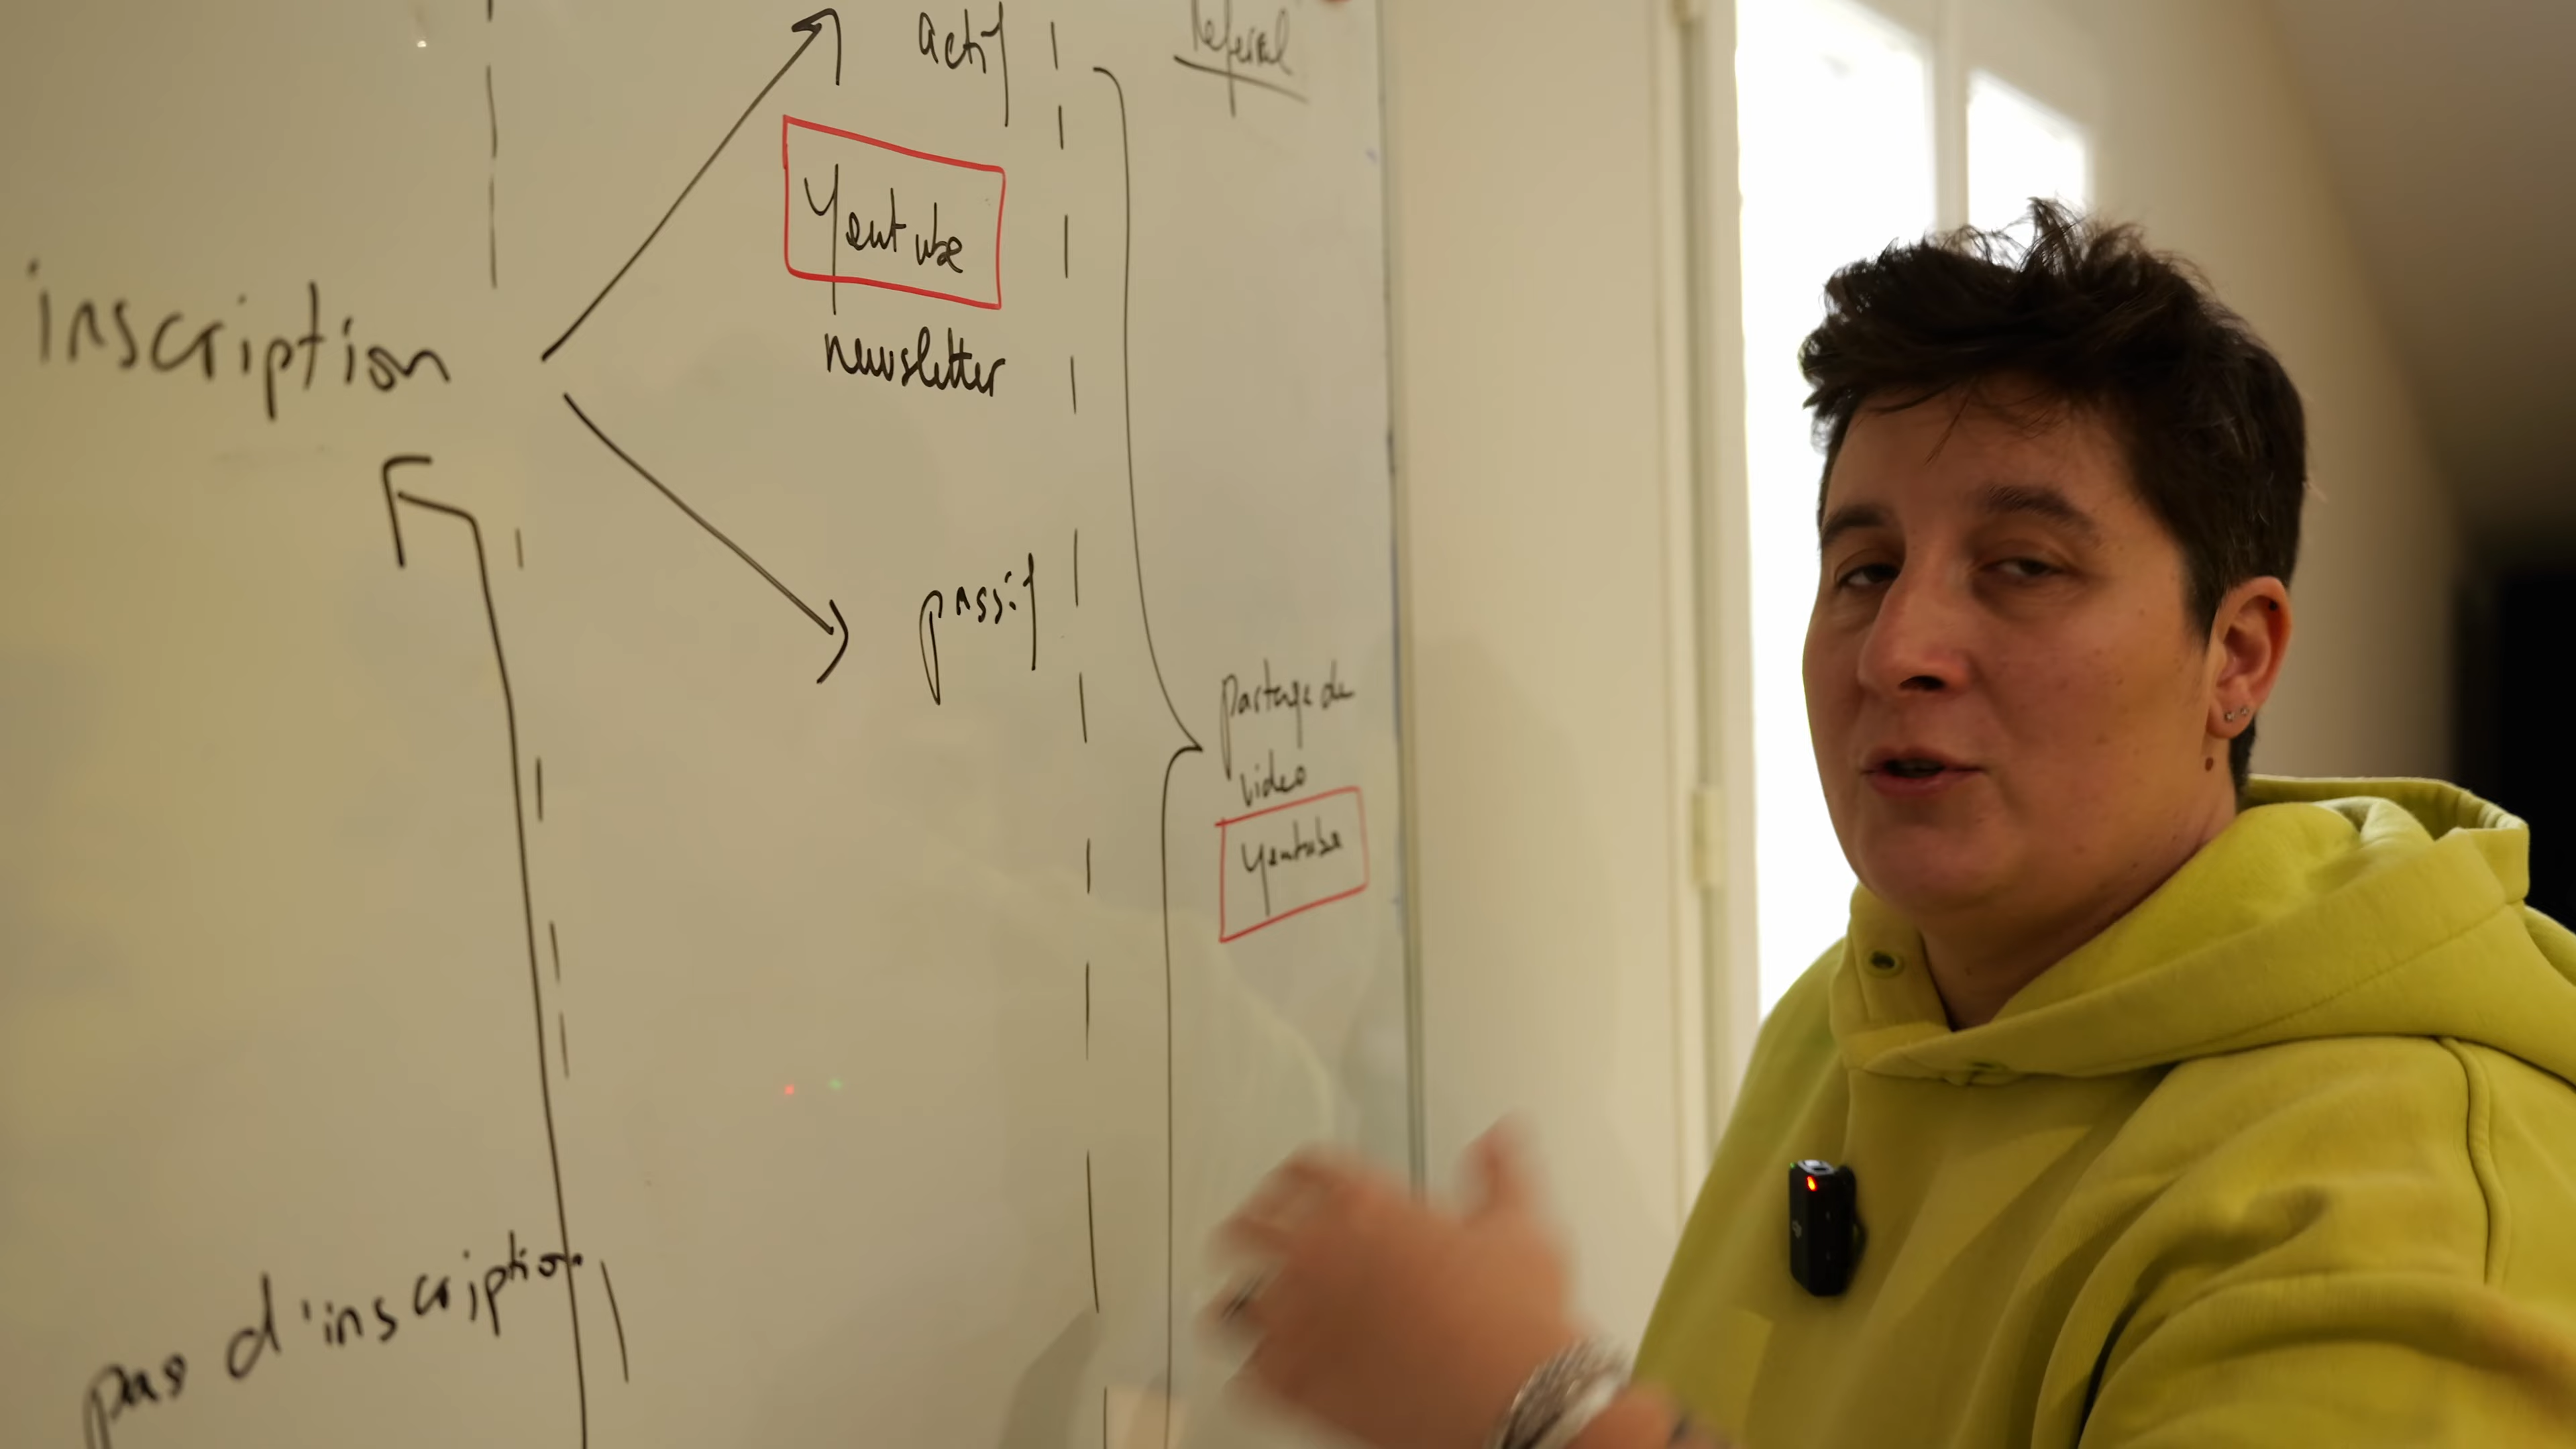 actif
Referral
Youtube
inscription
newsletter
passif
partage de
video
Youtube
pas d'inscription